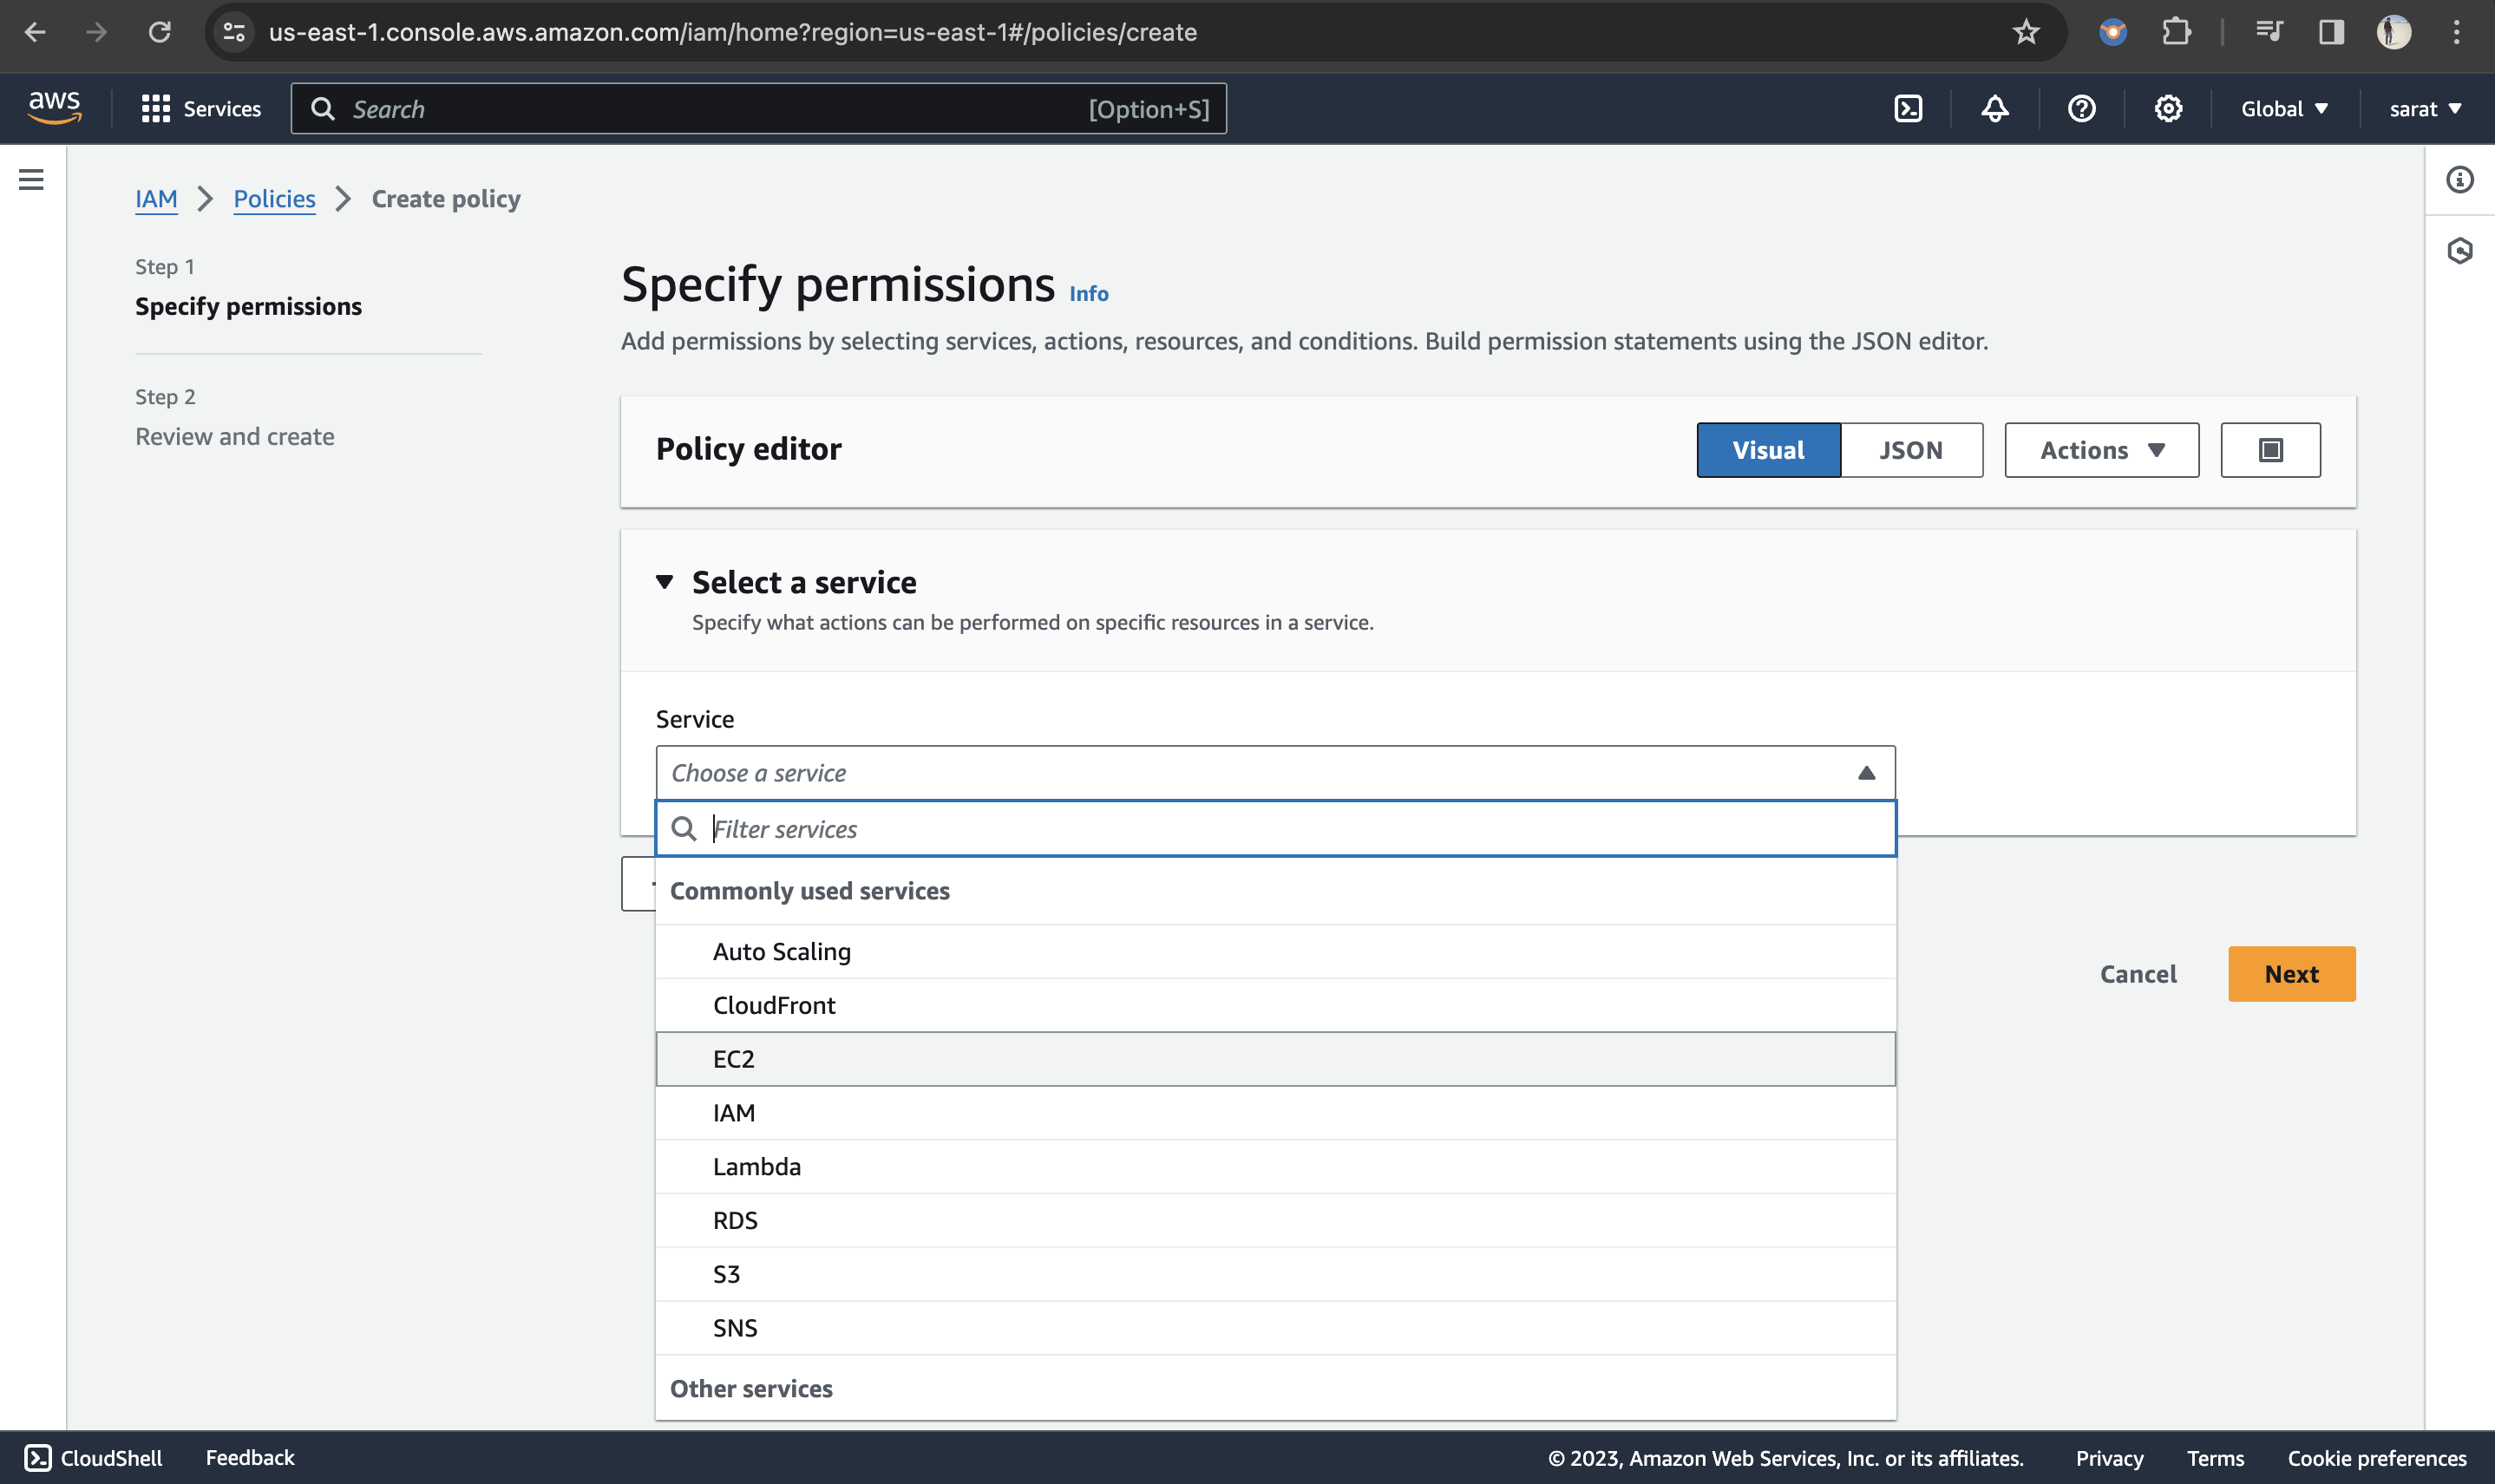 us-east-1.console.aws.amazon.com/iam/home?region=us-east-1#/policies/create
aws Services Search [Option+S] Global sarat
IAM Policies Create policy
Step 1
Specify permissions
Step 2
Review and create
Specify permissions Info
Add permissions by selecting services, actions, resources, and conditions. Build permission statements using the JSON editor.
Policy editor Visual JSON Actions
Select a service
Specify what actions can be performed on specific resources in a service.
Service
Choose a service
Filter services
Commonly used services
Auto Scaling
CloudFront
EC2
IAM
Lambda
RDS
S3
SNS
Other services
Cancel Next
CloudShell Feedback © 2023, Amazon Web Services, Inc. or its affiliates. Privacy Terms Cookie preferences